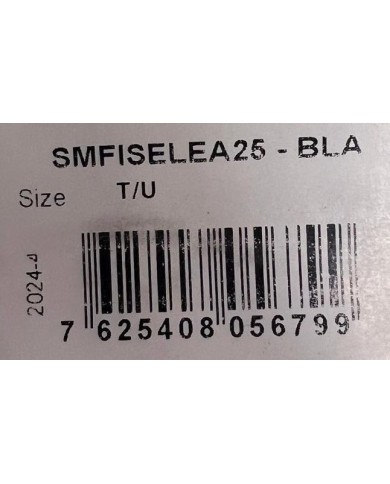 SMFISELEA25 - BLA
Size T/U
2024-4
7 625408 056799